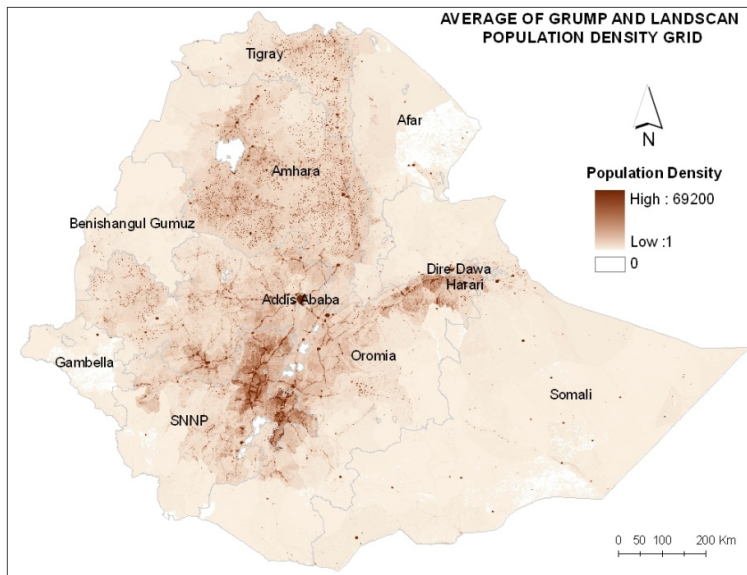 AVERAGE OF GRUMP AND LANDSCAN
POPULATION DENSITY GRID
Tigray
Afar
N
Amhara
Population Density
High : 69200
Low :1
0
Benishangul Gumuz
Dire-Dawa
Harari
Addis Ababa
Gambella
Oromia
Somali
SNNP
0 50 100 200 Km